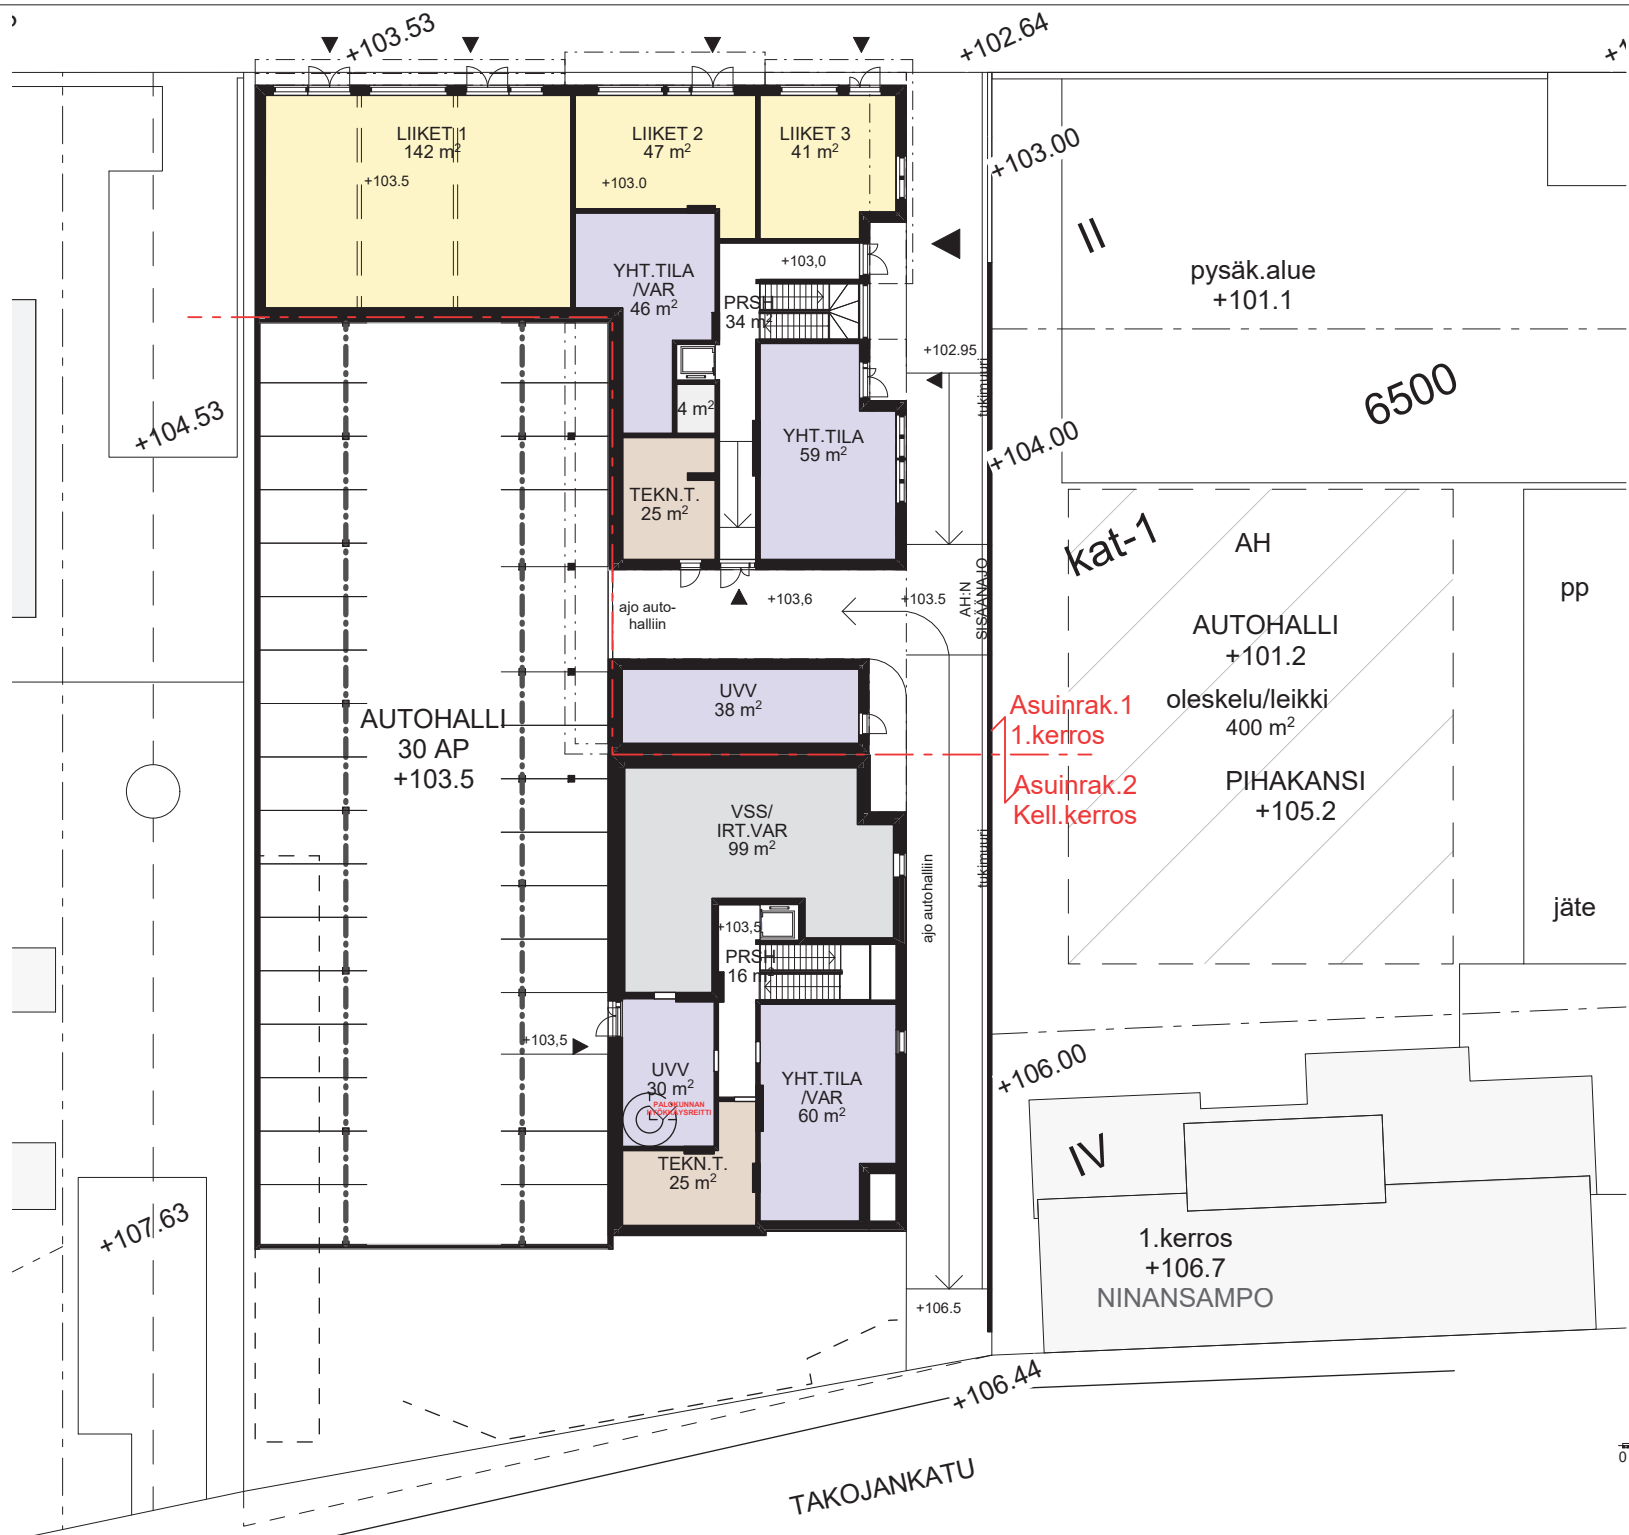 +103.53
+102.64
LIIKET 1
142 m²
+103.5
LIIKET 2
47 m²
+103.0
LIIKET 3
41 m²
+103.00
II
pysäk.alue
+101.1
YHT.TILA
/VAR
46 m²
+103,0
PRSH
34 m²
+102.95
tukimuuri
6500
+104.53
4 m²
YHT.TILA
59 m²
+104.00
TEKN.T.
25 m²
kat-1
AH
ajo auto-
halliin
+103,6
+103.5
AH:N
SISÄÄNAJO
pp
AUTOHALLI
+101.2
oleskelu/leikki
400 m²
UVV
38 m²
AUTOHALLI
30 AP
+103.5
Asuinrak.1
1.kerros
Asuinrak.2
Kell.kerros
PIHAKANSI
+105.2
VSS/
IRT.VAR
99 m²
ajo autohalliin
tukimuuri
jäte
+103,5
PRSH
16 m²
+103,5
UVV
30 m²
PALOKUNNAN
HYÖKKÄYSREITTI
YHT.TILA
/VAR
60 m²
+106.00
IV
TEKN.T.
25 m²
+107.63
1.kerros
+106.7
NINANSAMPO
+106.5
+106.44
TAKOJANKATU
0